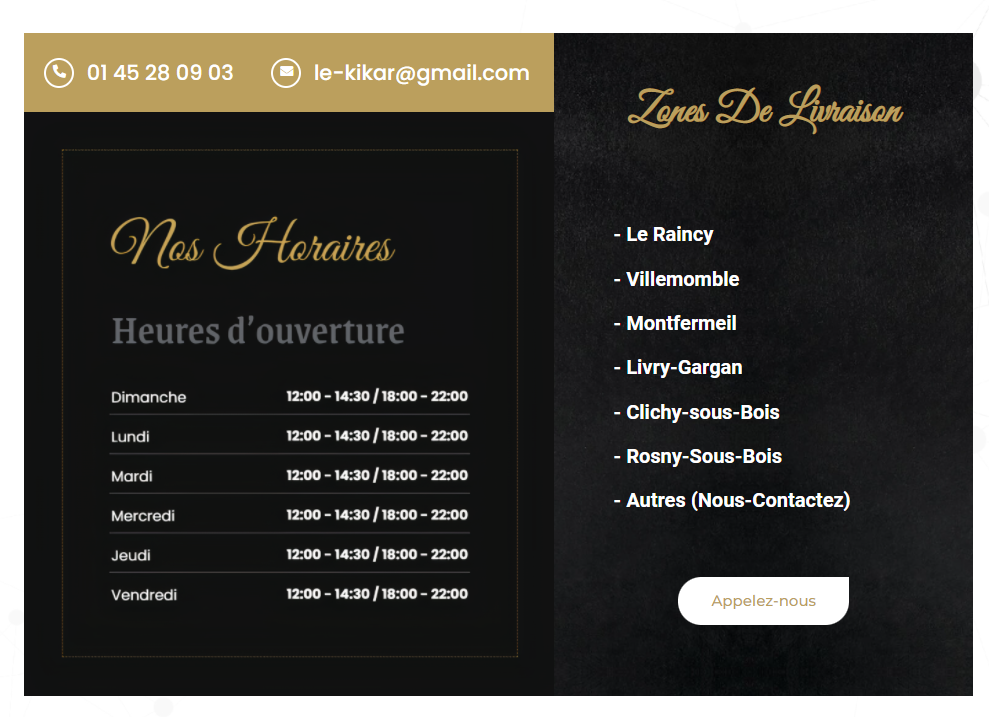 01 45 28 09 03 le-kikar@gmail.com
Nos Horaires
Heures d'ouverture
Dimanche 12:00 - 14:30 / 18:00 - 22:00
Lundi 12:00 - 14:30 / 18:00 - 22:00
Mardi 12:00 - 14:30 / 18:00 - 22:00
Mercredi 12:00 - 14:30 / 18:00 - 22:00
Jeudi 12:00 - 14:30 / 18:00 - 22:00
Vendredi 12:00 - 14:30 / 18:00 - 22:00
Zones De Livraison
- Le Raincy
- Villemomble
- Montfermeil
- Livry-Gargan
- Clichy-sous-Bois
- Rosny-Sous-Bois
- Autres (Nous-Contactez)
Appelez-nous